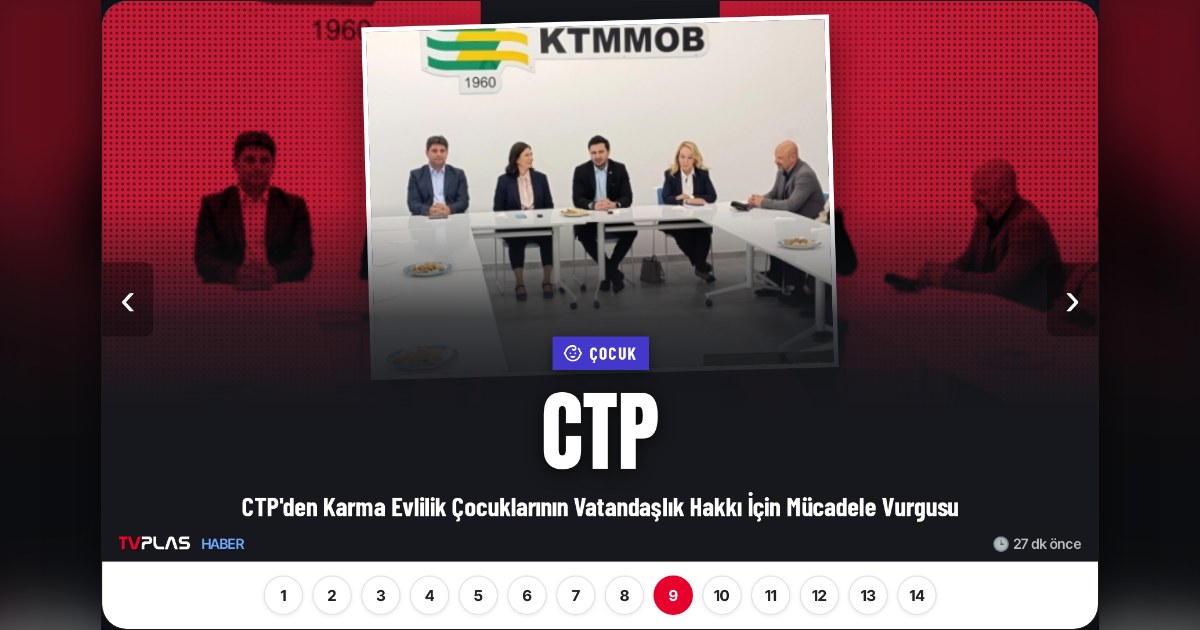 1960
KTMMOB
1960
‹
›
ÇOCUK
CTP
CTP'den Karma Evlilik Çocuklarının Vatandaşlık Hakkı İçin Mücadele Vurgusu
TVPLAS HABER
27 dk önce
1 2 3 4 5 6 7 8 9 10 11 12 13 14